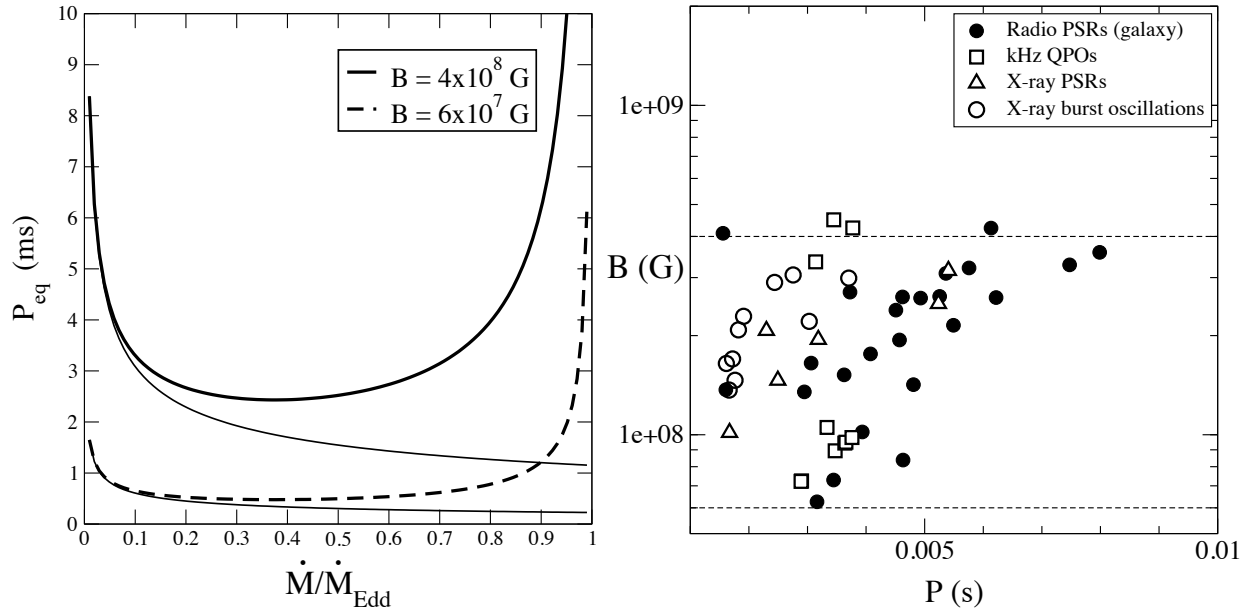 10
9
8
7
6
5
4
3
2
1
0
P_eq (ms)
B = 4x10^8 G
B = 6x10^7 G
0 0.1 0.2 0.3 0.4 0.5 0.6 0.7 0.8 0.9 1
Ṁ/Ṁ_Edd
Radio PSRs (galaxy)
kHz QPOs
X-ray PSRs
X-ray burst oscillations
1e+09
B (G)
1e+08
0.005 0.01
P (s)